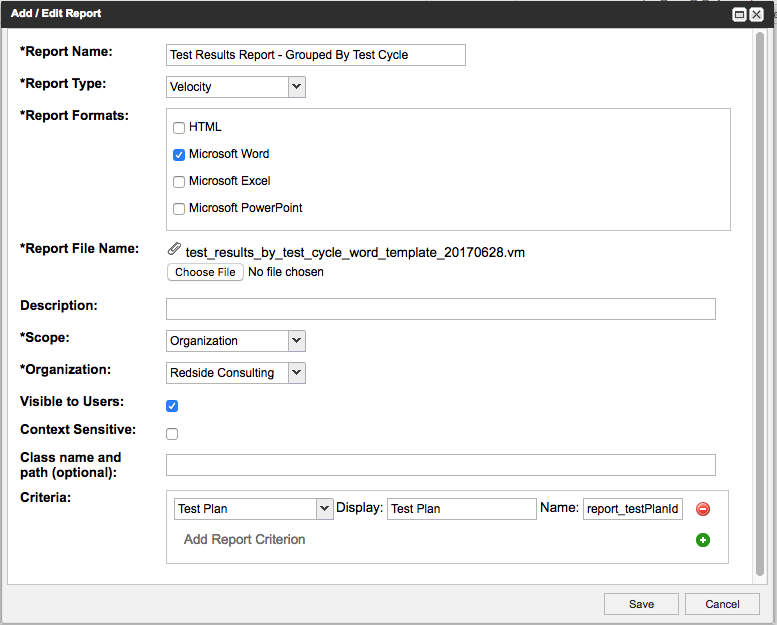 Add / Edit Report
*Report Name: Test Results Report - Grouped By Test Cycle
*Report Type: Velocity
*Report Formats:
HTML
Microsoft Word
Microsoft Excel
Microsoft PowerPoint
*Report File Name: test_results_by_test_cycle_word_template_20170628.vm
Choose File No file chosen
Description:
*Scope: Organization
*Organization: Redside Consulting
Visible to Users:
Context Sensitive:
Class name and
path (optional):
Criteria: Test Plan Display: Test Plan Name: report_testPlanId
Add Report Criterion
Save Cancel